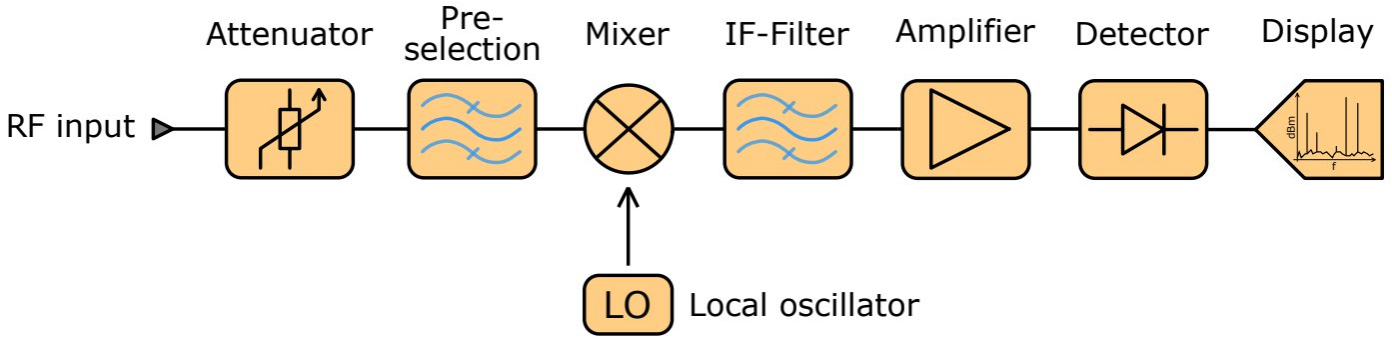 Attenuator
Pre-
selection
Mixer
IF-Filter
Amplifier
Detector
Display
RF input
dBm
f
LO
Local oscillator